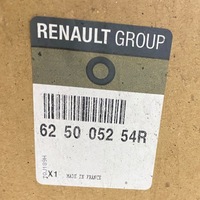 RENAULT GROUP
62 50 052 54R
X1 MADE IN FRANCE